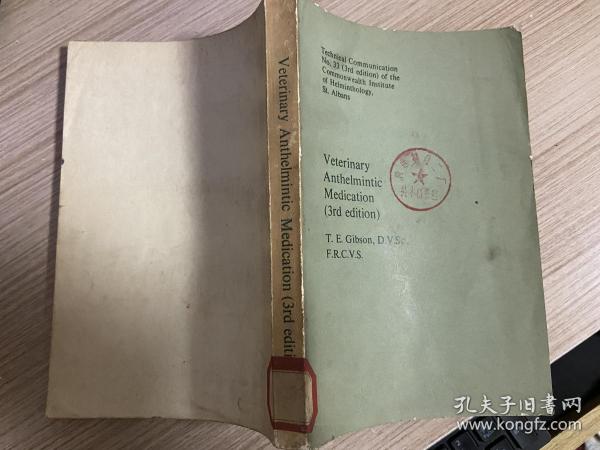 Technical Communication
No. 33 (3rd edition) of the
Commonwealth Institute
of Helminthology,
St. Albans
Veterinary
Anthelmintic
Medication
(3rd edition)
T. E. Gibson, D.V.Sc.,
F.R.C.V.S.
Veterinary Anthelmintic Medication (3rd editi
孔夫子旧书网
www.kongfz.com